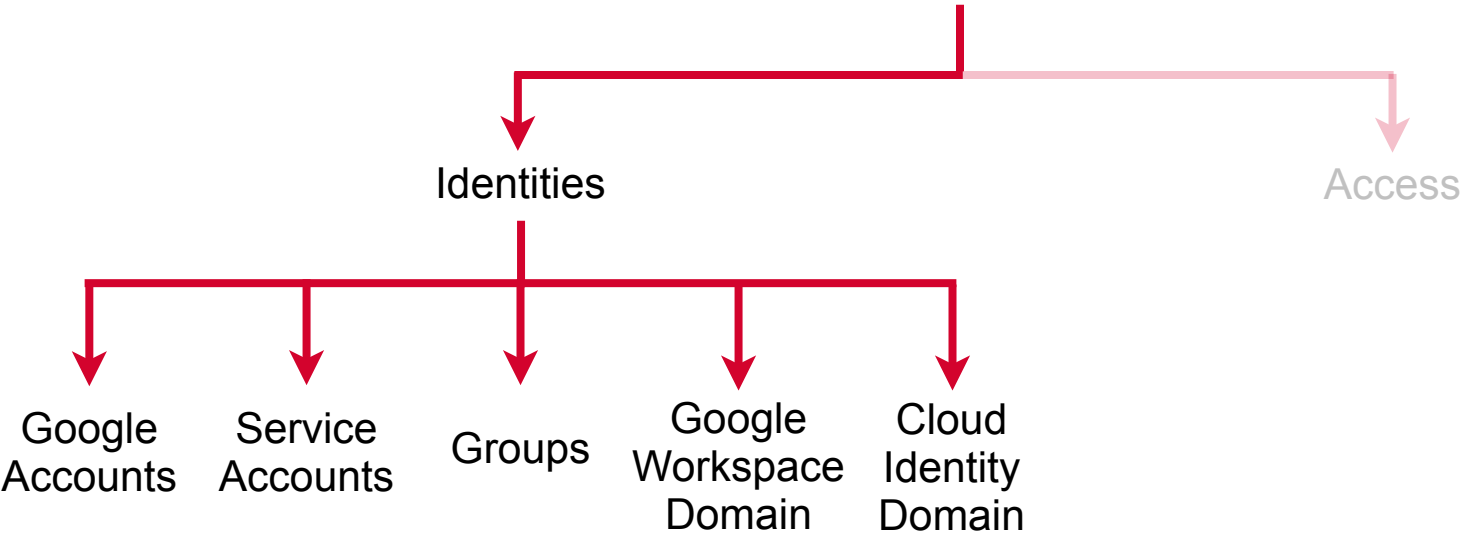 Identities
Access
Google
Accounts
Service
Accounts
Groups
Google
Workspace
Domain
Cloud
Identity
Domain